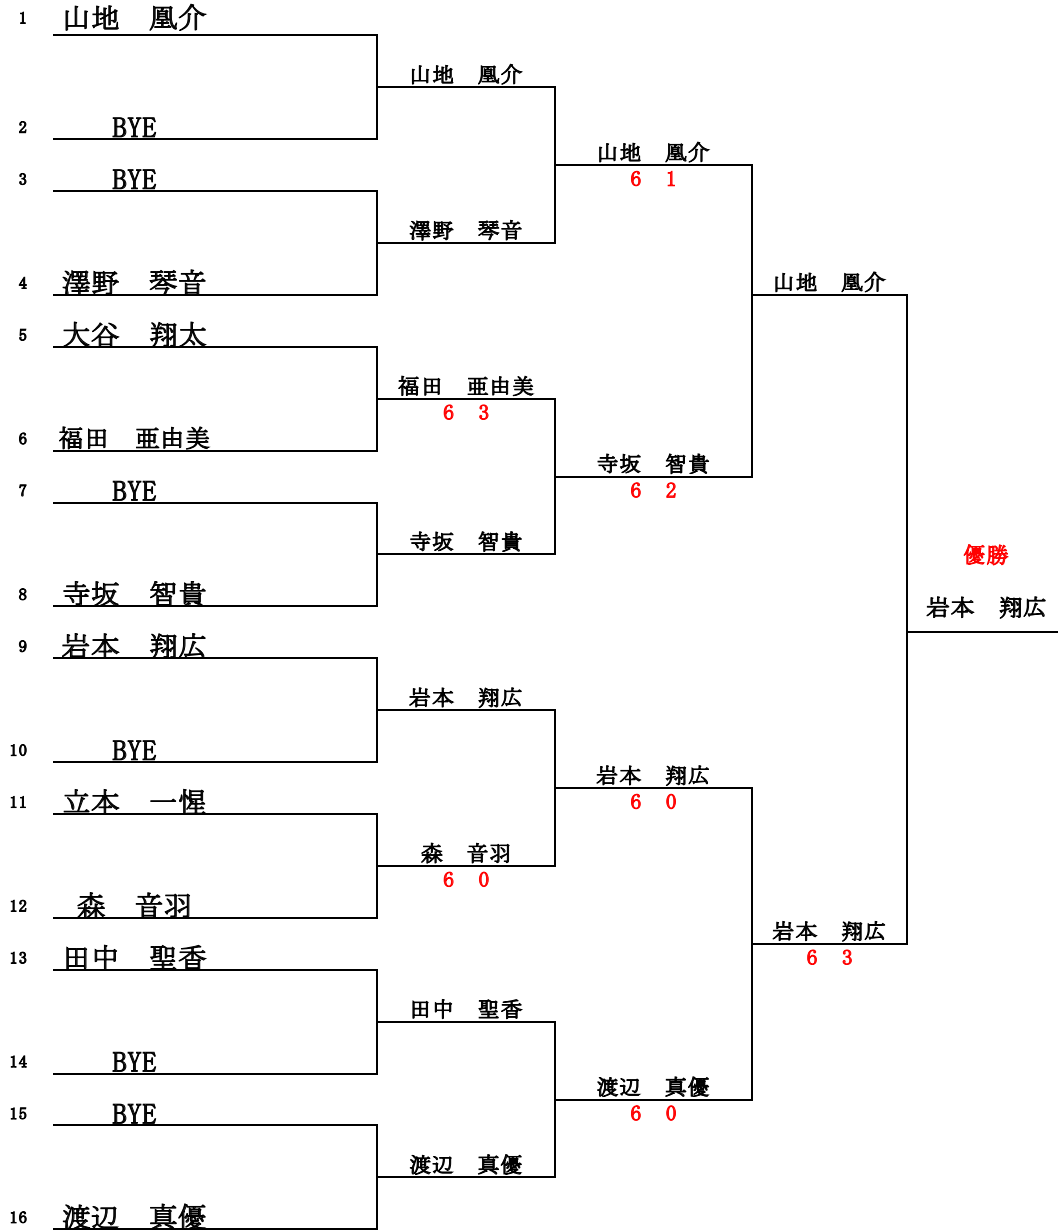 1 山地 凰介
山地 凰介
2 BYE
山地 凰介
3 BYE
6 1
澤野 琴音
4 澤野 琴音
山地 凰介
5 大谷 翔太
福田 亜由美
6 3
6 福田 亜由美
寺坂 智貴
7 BYE
6 2
寺坂 智貴
優勝
8 寺坂 智貴
岩本 翔広
9 岩本 翔広
岩本 翔広
10 BYE
岩本 翔広
11 立本 一惺
6 0
森 音羽
6 0
12 森 音羽
岩本 翔広
13 田中 聖香
6 3
田中 聖香
14 BYE
渡辺 真優
15 BYE
6 0
渡辺 真優
16 渡辺 真優